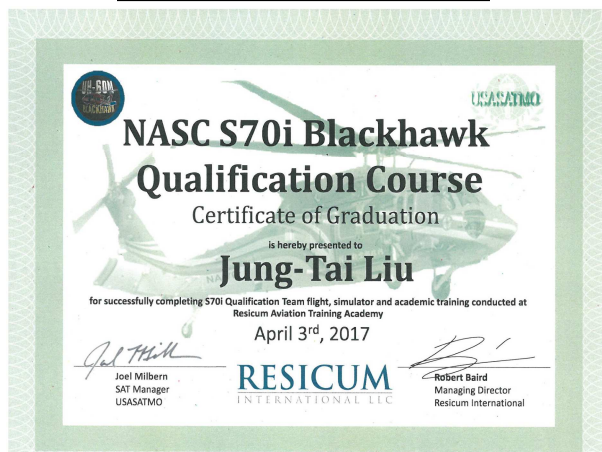 UH-60M
BLACKHAWK
USASATMO
NASC S70i Blackhawk
Qualification Course
Certificate of Graduation
is hereby presented to
Jung-Tai Liu
for successfully completing S70i Qualification Team flight, simulator and academic training conducted at
Resicum Aviation Training Academy
April 3rd, 2017
Joel Milbern
SAT Manager
USASATMO
RESICUM
INTERNATIONAL LLC
Robert Baird
Managing Director
Resicum International